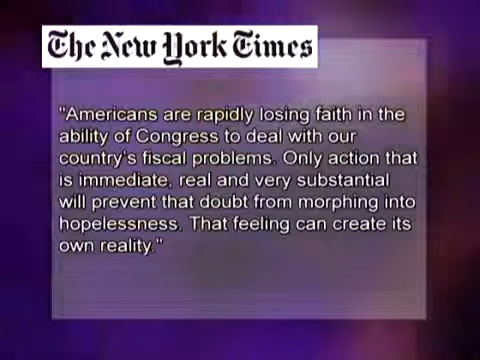 The New York Times
"Americans are rapidly losing faith in the
ability of Congress to deal with our
country's fiscal problems. Only action that
is immediate, real and very substantial
will prevent that doubt from morphing into
hopelessness. That feeling can create its
own reality."